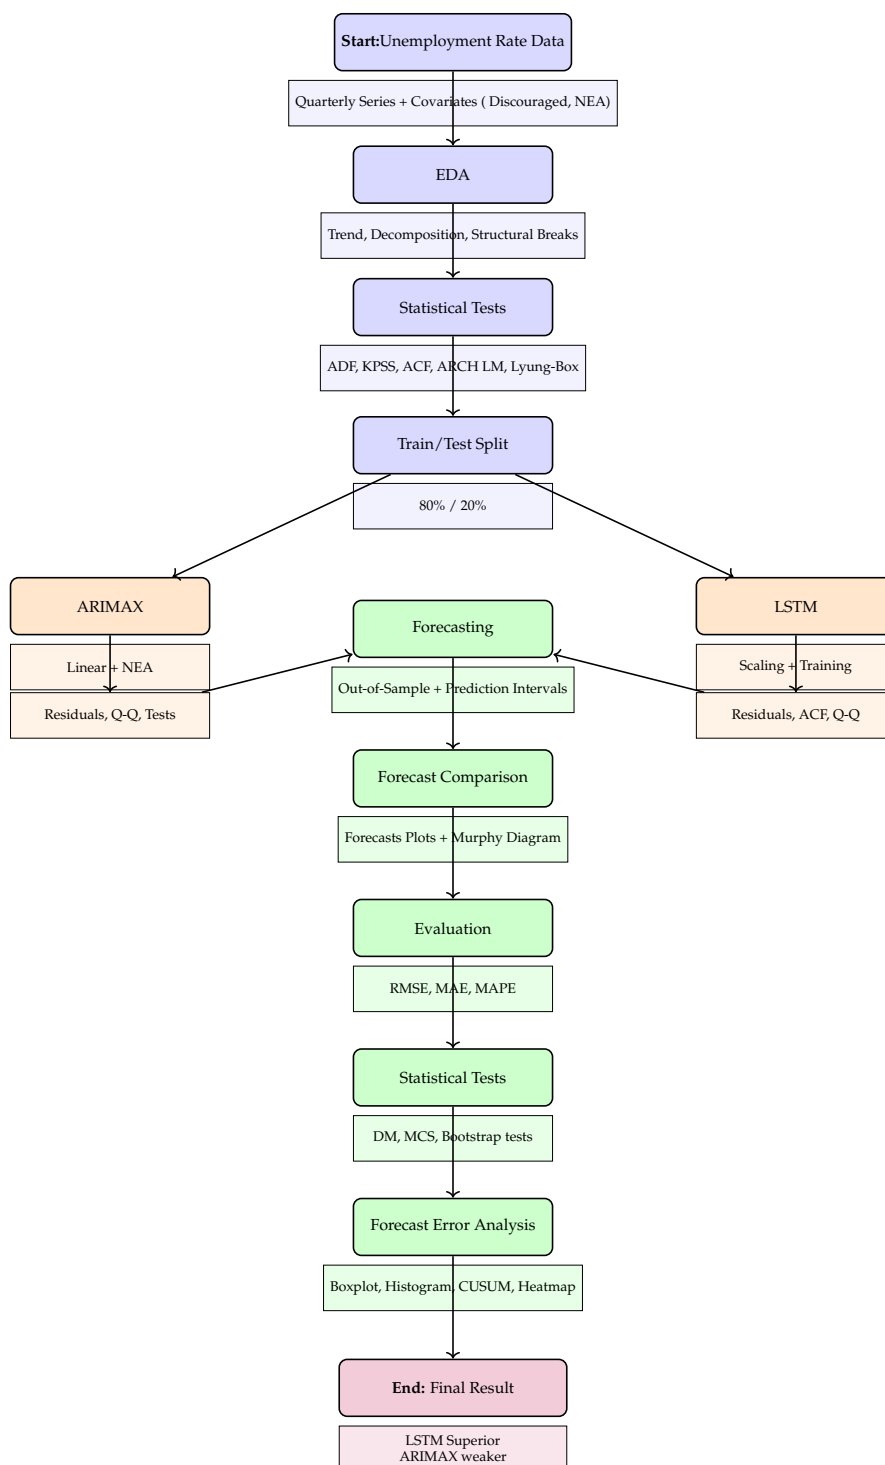 Start:Unemployment Rate Data
Quarterly Series + Covariates ( Discouraged, NEA)
EDA
Trend, Decomposition, Structural Breaks
Statistical Tests
ADF, KPSS, ACF, ARCH LM, Lyung-Box
Train/Test Split
80% / 20%
ARIMAX
Linear + NEA
Residuals, Q-Q, Tests
LSTM
Scaling + Training
Residuals, ACF, Q-Q
Forecasting
Out-of-Sample + Prediction Intervals
Forecast Comparison
Forecasts Plots + Murphy Diagram
Evaluation
RMSE, MAE, MAPE
Statistical Tests
DM, MCS, Bootstrap tests
Forecast Error Analysis
Boxplot, Histogram, CUSUM, Heatmap
End: Final Result
LSTM Superior
ARIMAX weaker